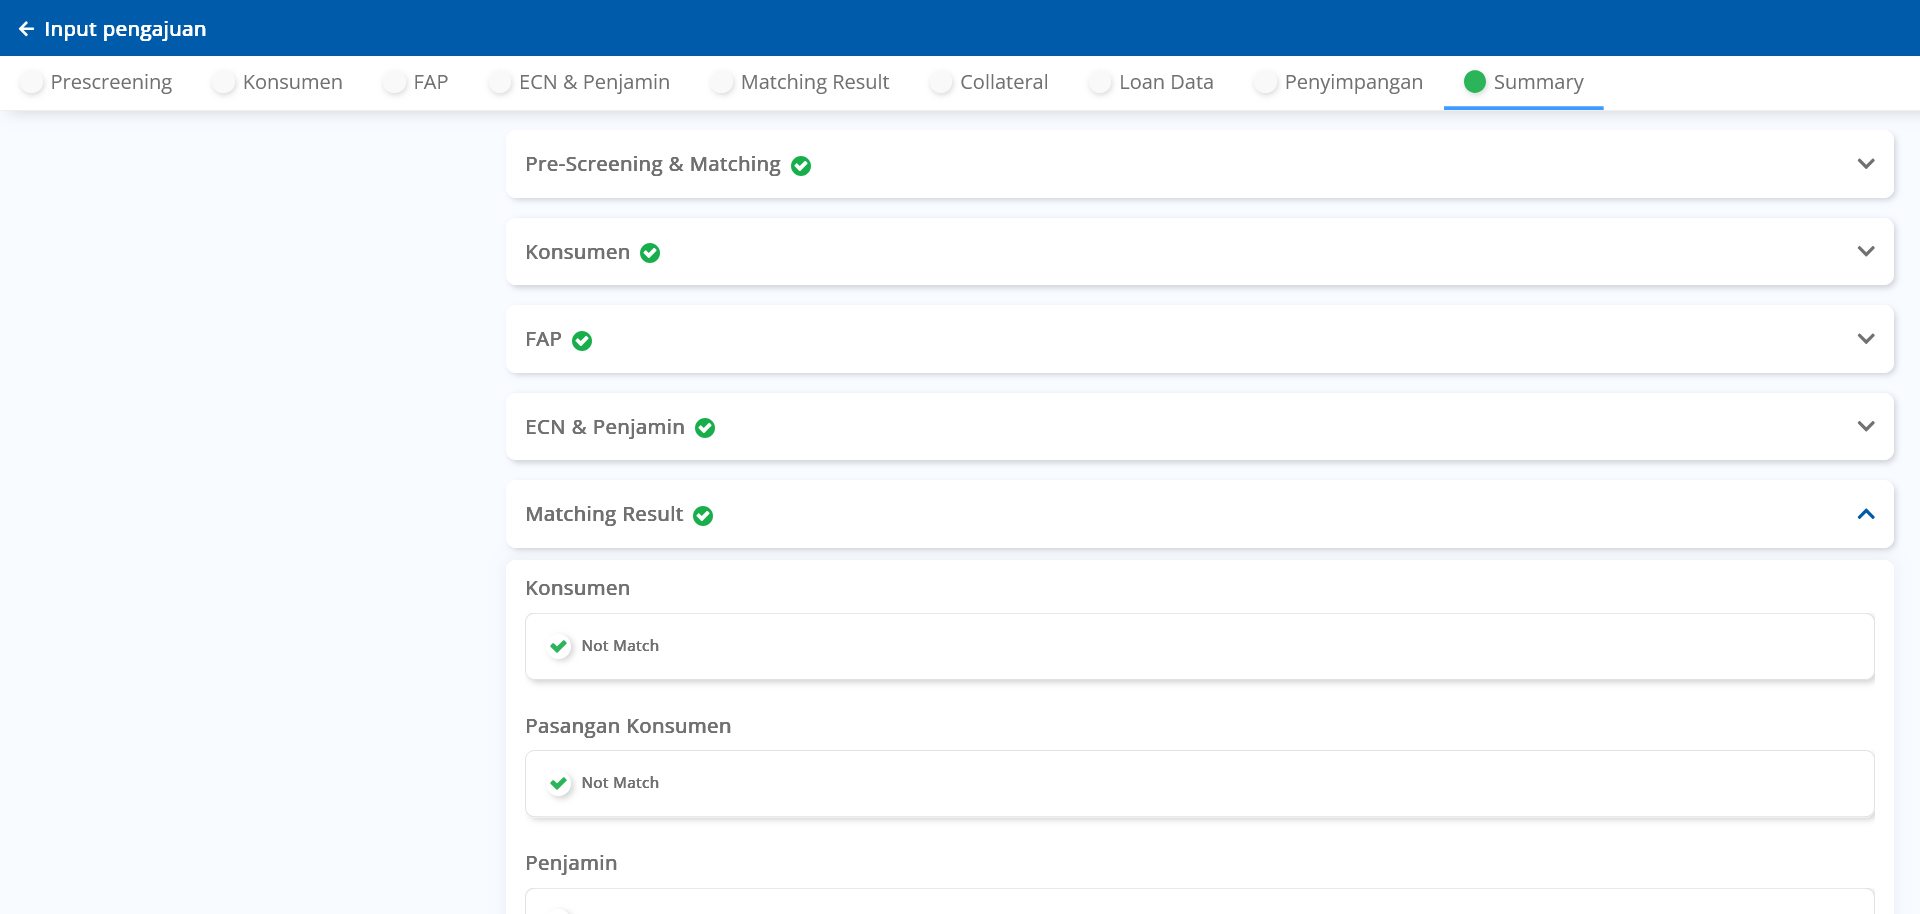 Input pengajuan
Prescreening Konsumen FAP ECN & Penjamin Matching Result Collateral Loan Data Penyimpangan Summary
Pre-Screening & Matching
Konsumen
FAP
ECN & Penjamin
Matching Result
Konsumen
Not Match
Pasangan Konsumen
Not Match
Penjamin